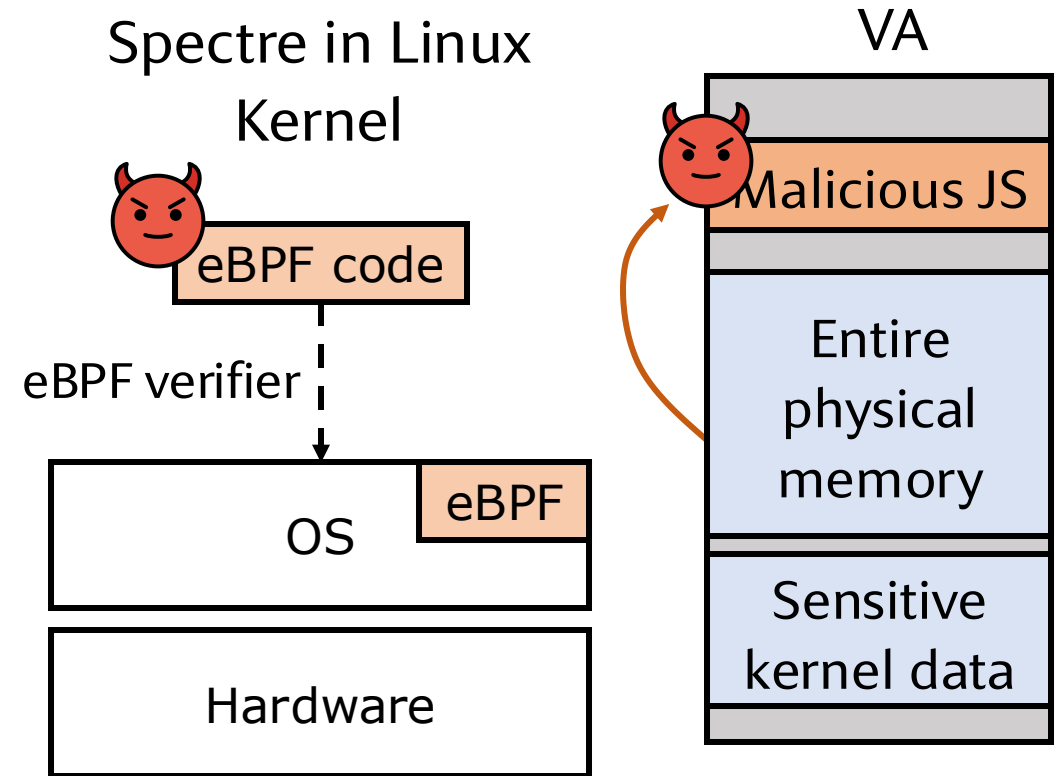 Spectre in Linux
Kernel
eBPF code
eBPF verifier
OS
eBPF
Hardware
VA
Malicious JS
Entire
physical
memory
Sensitive
kernel data